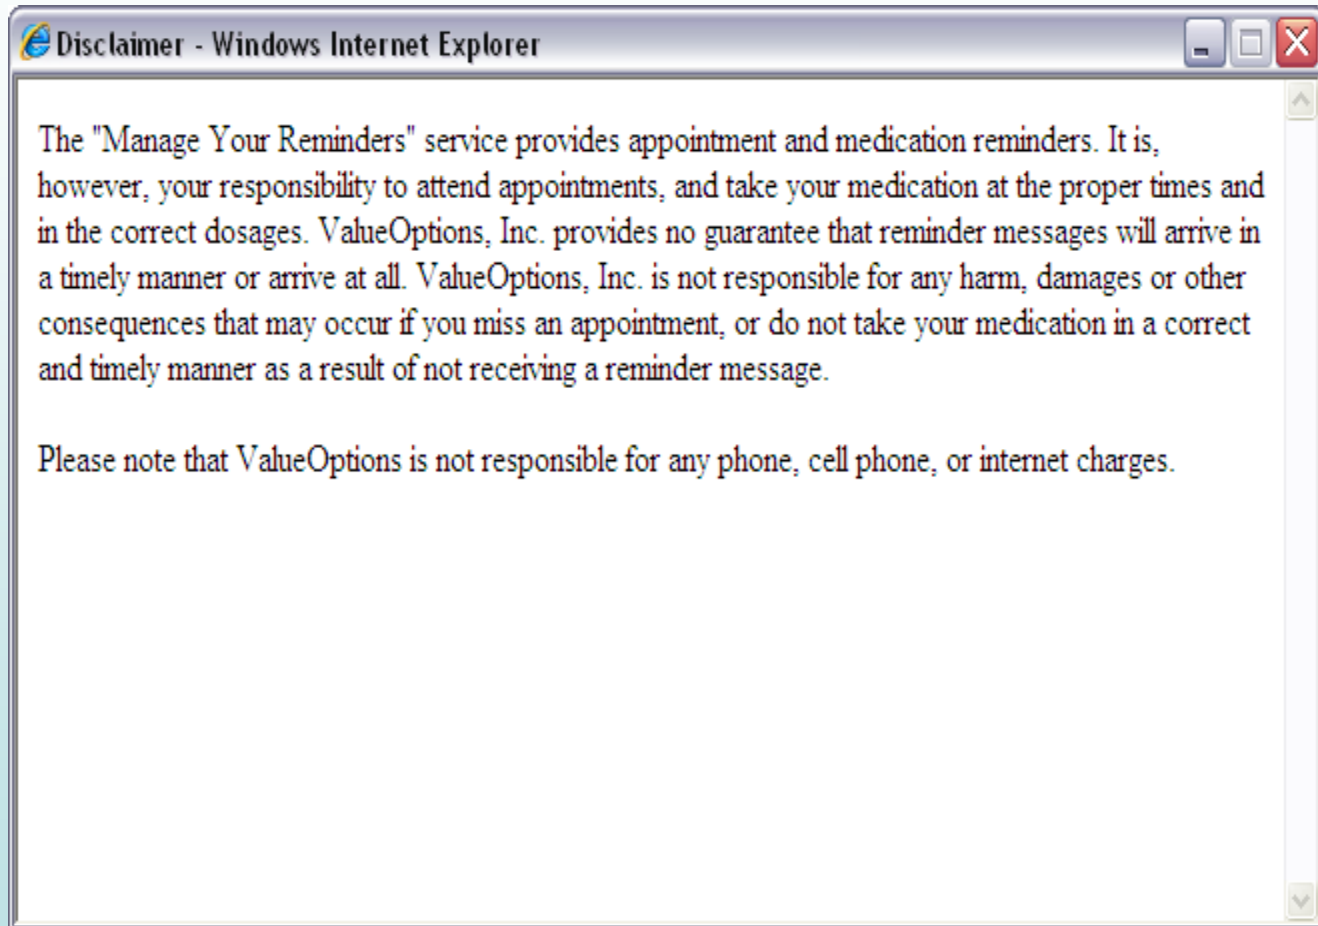 Disclaimer - Windows Internet Explorer
The "Manage Your Reminders" service provides appointment and medication reminders. It is,
however, your responsibility to attend appointments, and take your medication at the proper times and
in the correct dosages. ValueOptions, Inc. provides no guarantee that reminder messages will arrive in
a timely manner or arrive at all. ValueOptions, Inc. is not responsible for any harm, damages or other
consequences that may occur if you miss an appointment, or do not take your medication in a correct
and timely manner as a result of not receiving a reminder message.
Please note that ValueOptions is not responsible for any phone, cell phone, or internet charges.